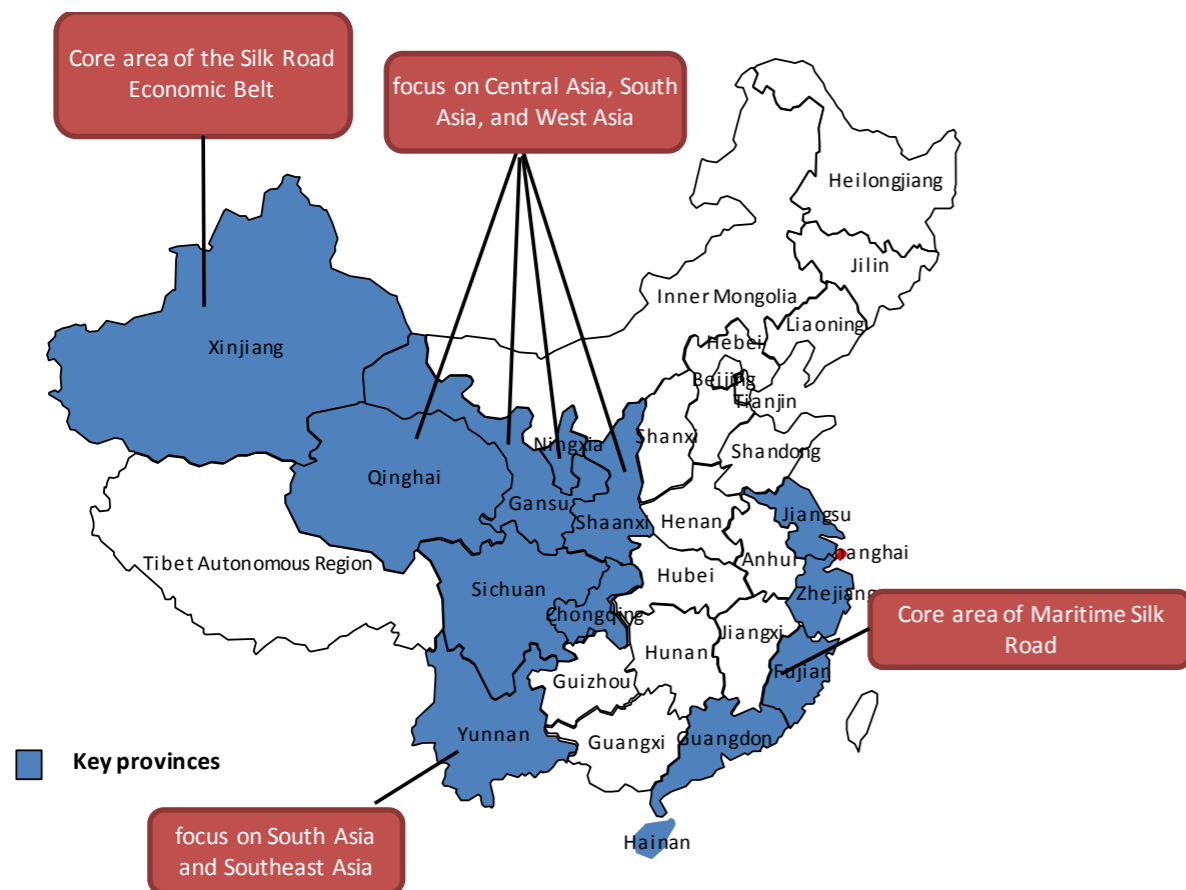 Core area of the Silk Road
Economic Belt
focus on Central Asia, South
Asia, and West Asia
Heilongjiang
Jilin
Inner Mongolia
Liaoning
Hebei
Beijing
Tianjin
Xinjiang
Shanxi
Ningxia
Shandong
Qinghai
Gansu
Shaanxi
Henan
Jiangsu
Tibet Autonomous Region
Anhui
anghai
Hubei
Sichuan
Zhejiang
Chongqing
Core area of Maritime Silk
Road
Jiangxi
Hunan
Fujian
Guizhou
Yunnan
Guangxi
Guangdon
Key provinces
focus on South Asia
and Southeast Asia
Hainan